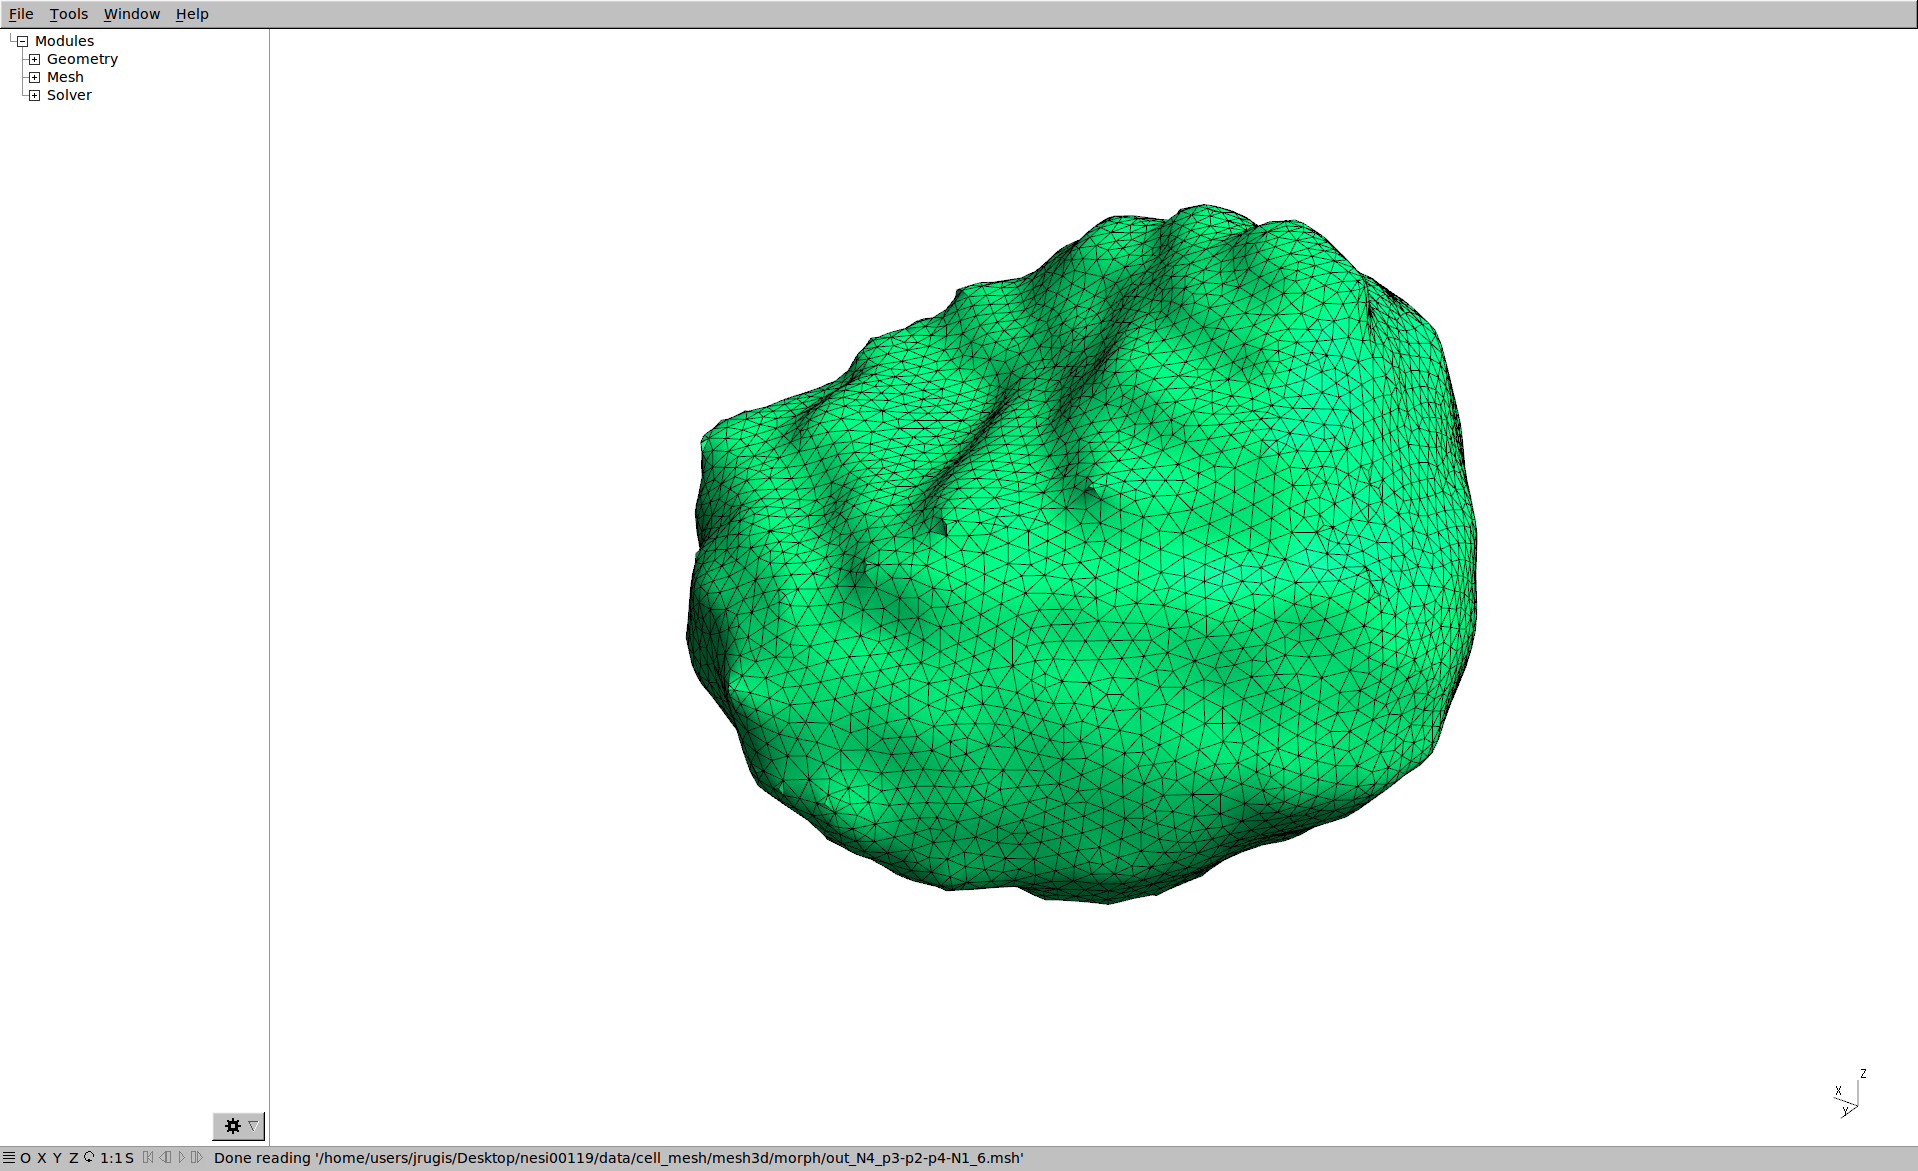 File Tools Window Help
Modules
Geometry
Mesh
Solver
Z
X
Y
O X Y Z 1:1 S Done reading '/home/users/jrugis/Desktop/nesi00119/data/cell_mesh/mesh3d/morph/out_N4_p3-p2-p4-N1_6.msh'